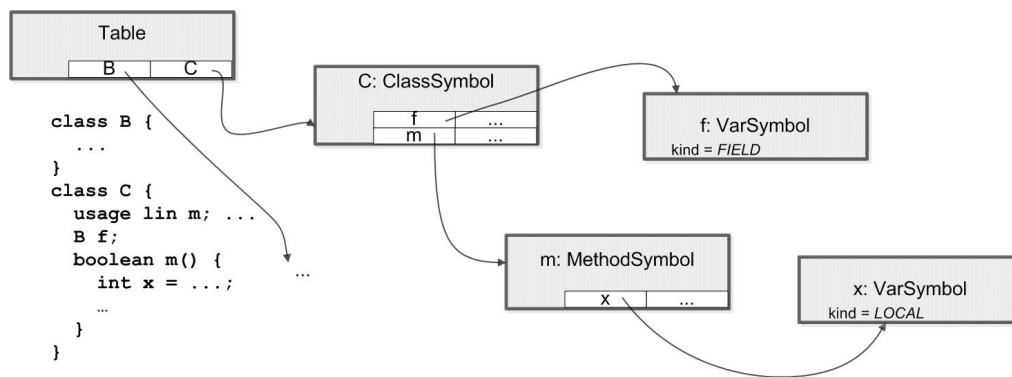 Table
B C
class B {
...
}
class C {
usage lin m; ...
B f;
boolean m() {
int x = ...;
…
}
}
...
C: ClassSymbol
f ...
m ...
f: VarSymbol
kind = FIELD
m: MethodSymbol
x ...
x: VarSymbol
kind = LOCAL